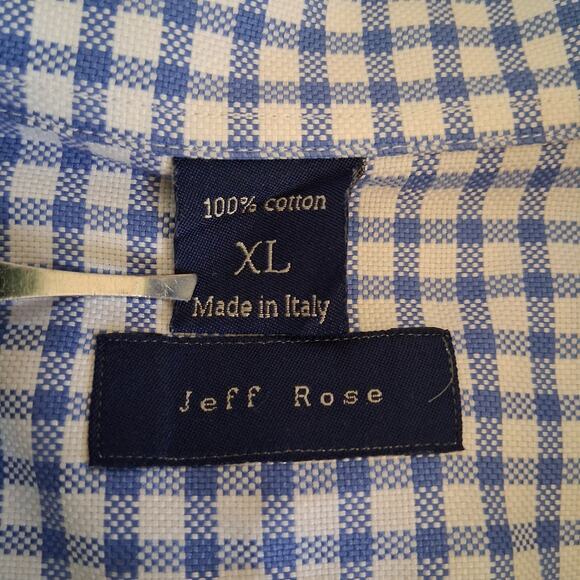 100% cotton
XL
Made in Italy
Jeff Rose